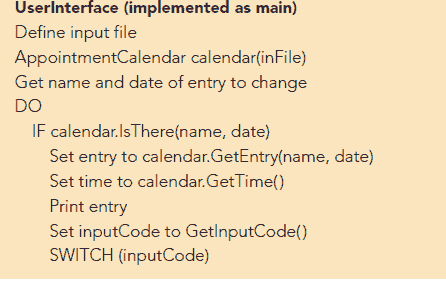 UserInterface (implemented as main)
Define input file
AppointmentCalendar calendar(inFile)
Get name and date of entry to change
DO
IF calendar.IsThere(name, date)
Set entry to calendar.GetEntry(name, date)
Set time to calendar.GetTime()
Print entry
Set inputCode to GetInputCode()
SWITCH (inputCode)